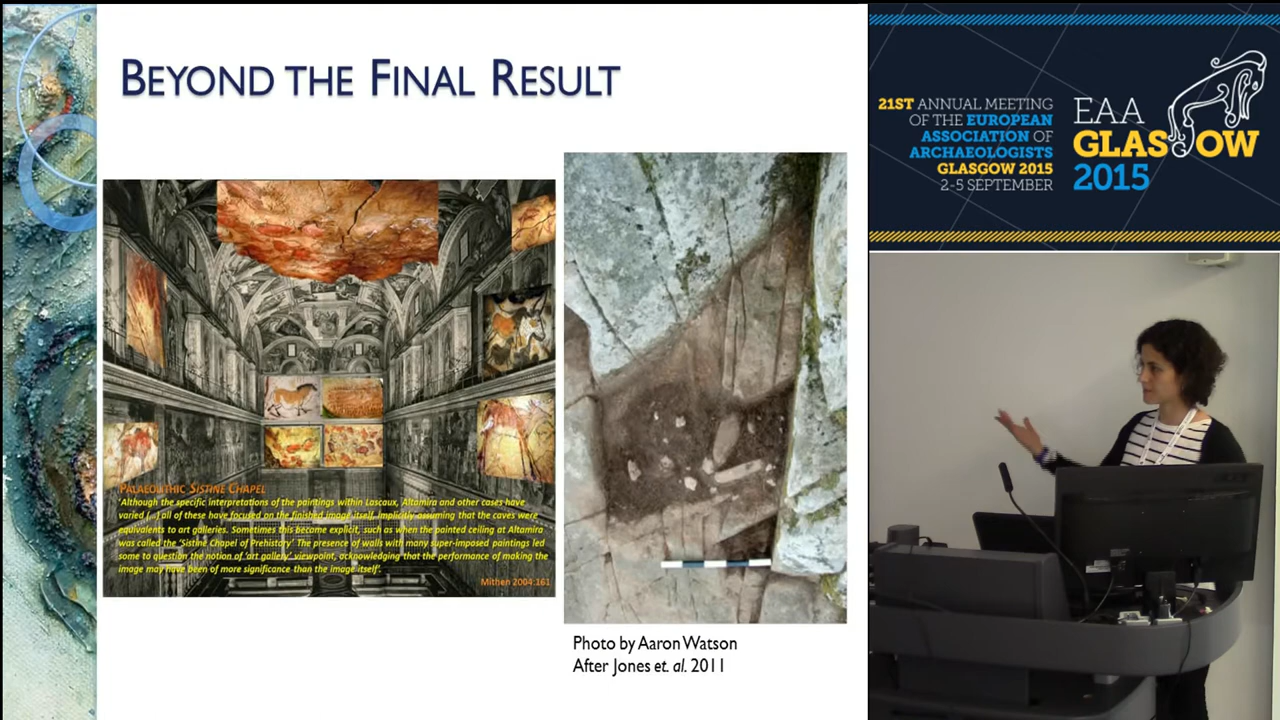 BEYOND THE FINAL RESULT
PALAEOLITHIC SISTINE CHAPEL
'Although the specific interpretations of the paintings within Lascaux, Altamira and other cases have
varied (...) all of these have focused on the finished image itself, implicitly assuming that the caves were
equivalents to art galleries. Sometimes this became explicit, such as when the painted ceiling at Altamira
was called the 'Sistine Chapel of Prehistory' The presence of walls with many super-imposed paintings led
some to question the notion of 'art gallery' viewpoint, acknowledging that the performance of making the
image may have been of more significance than the image itself'.
Mithen 2004:161
Photo by Aaron Watson
After Jones et. al. 2011
21ST ANNUAL MEETING
OF THE EUROPEAN
ASSOCIATION OF
ARCHAEOLOGISTS
GLASGOW 2015
2-5 SEPTEMBER
EAA
GLASGOW
2015